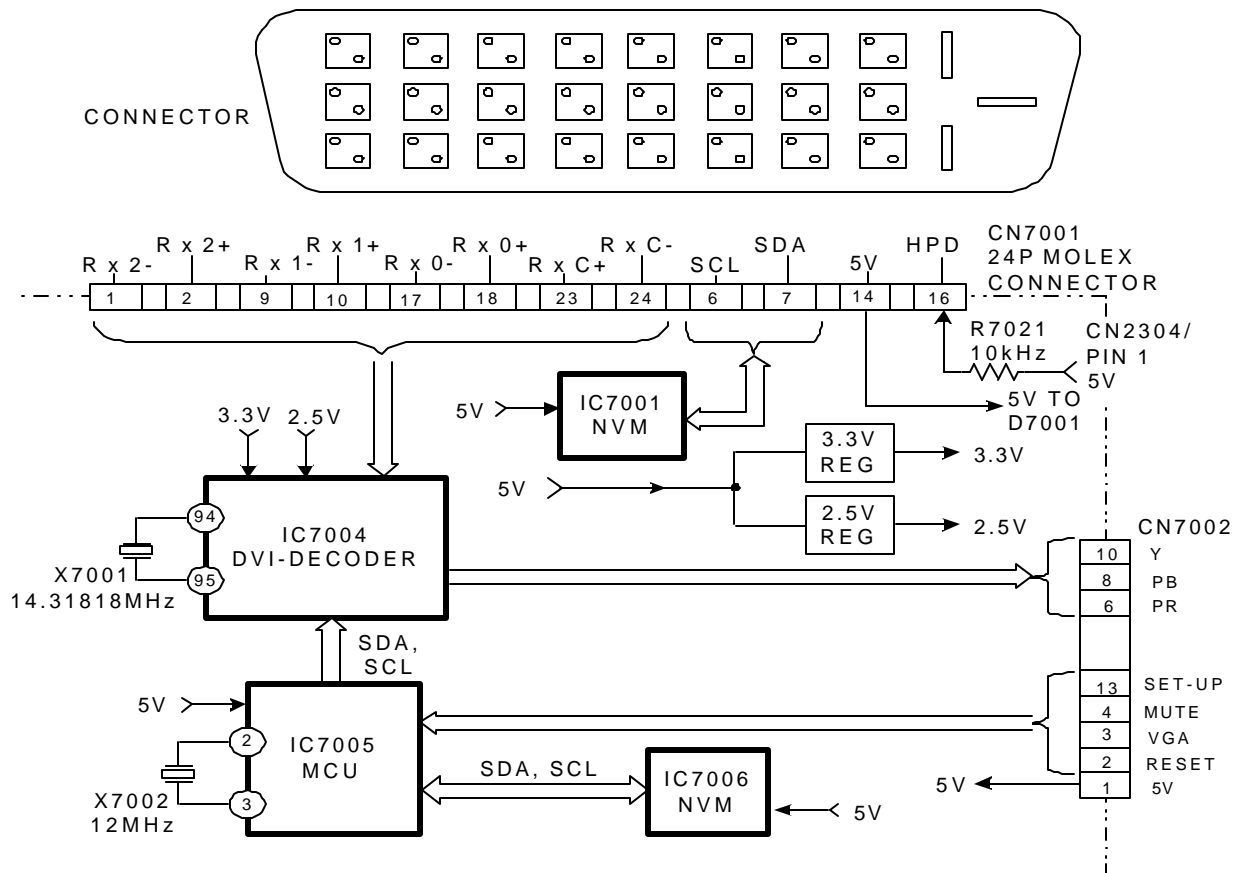 CONNECTOR
R x 2-
R x 2+
R x 1-
R x 1+
R x 0-
R x 0+
R x C+
R x C-
SCL
SDA
5V
HPD
CN7001
24P MOLEX
CONNECTOR
1
2
9
10
17
18
23
24
6
7
14
16
R7021
10kHz
CN2304/
PIN 1
5V
5V TO
D7001
3.3V
2.5V
5V
IC7001
NVM
3.3V
REG
3.3V
5V
2.5V
REG
2.5V
94
95
IC7004
DVI-DECODER
X7001
14.31818MHz
CN7002
10
Y
8
PB
6
PR
SDA,
SCL
13
SET-UP
4
MUTE
3
VGA
2
RESET
1
5V
5V
5V
2
3
IC7005
MCU
X7002
12MHz
SDA, SCL
IC7006
NVM
5V